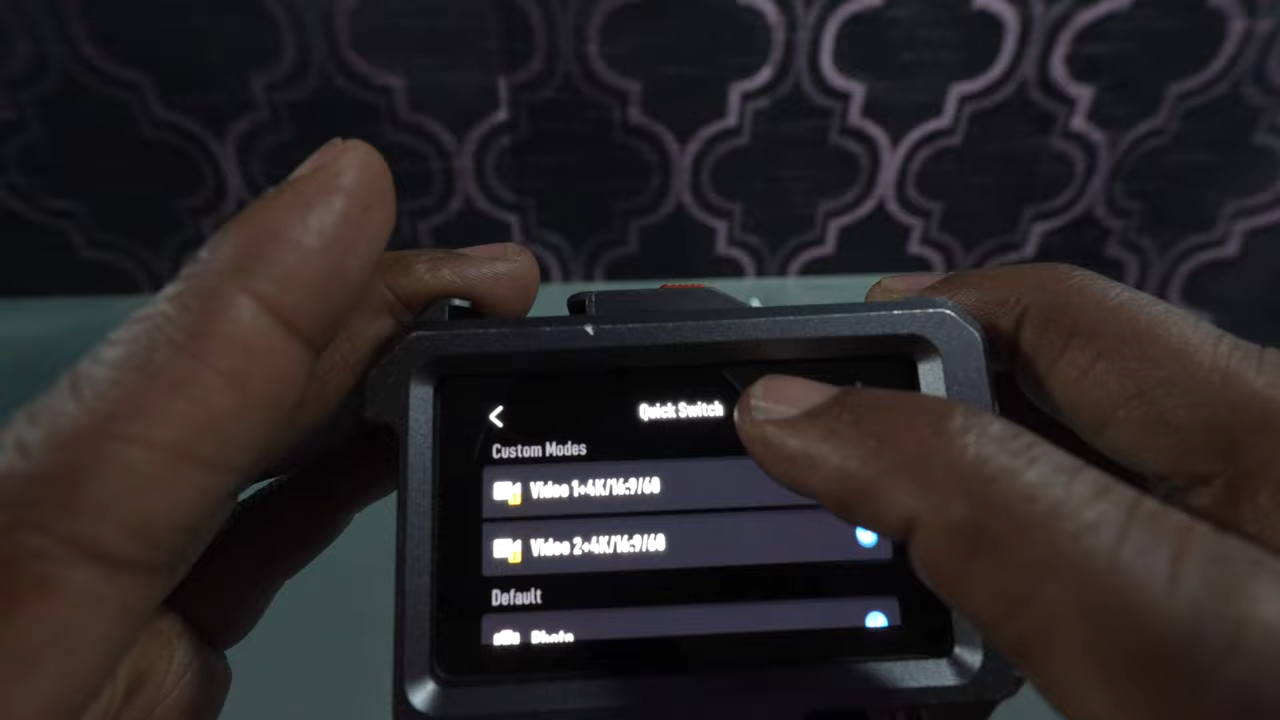 Quick Switch
Custom Modes
Video 1•4K/16:9/60
Video 2•4K/16:9/60
Default
Photo